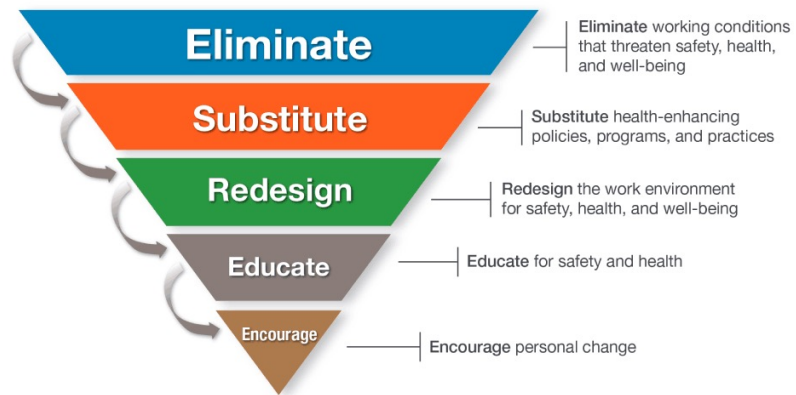 Eliminate
Eliminate working conditions
that threaten safety, health,
and well-being
Substitute
Substitute health-enhancing
policies, programs, and practices
Redesign
Redesign the work environment
for safety, health, and well-being
Educate
Educate for safety and health
Encourage
Encourage personal change